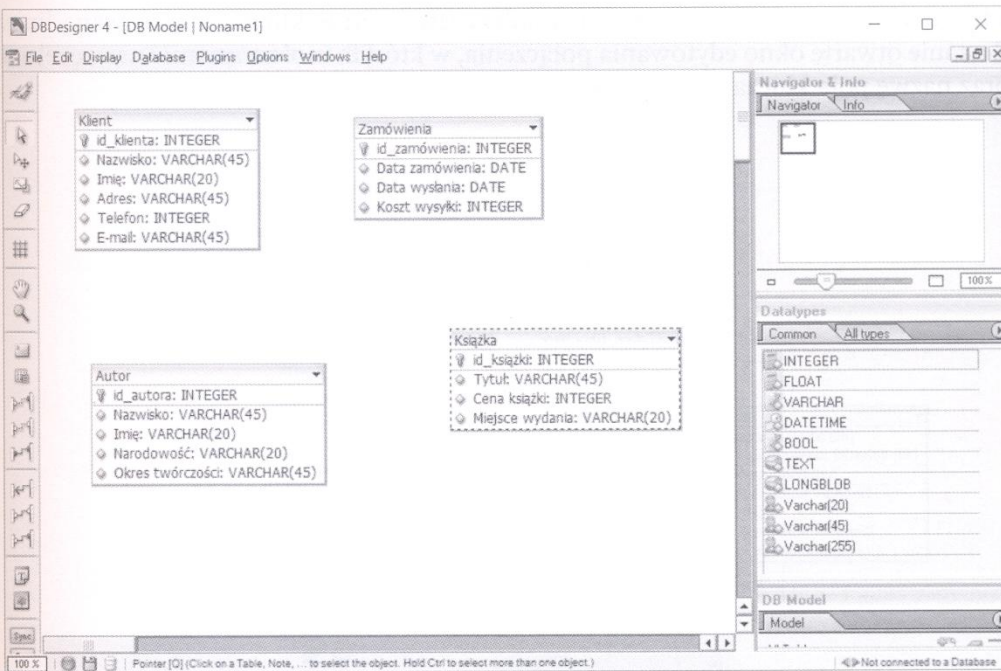 DBDesigner 4 - [DB Model | Noname1]
File Edit Display Database Plugins Options Windows Help
Navigator & Info
Navigator Info
100%
Klient
id_klienta: INTEGER
Nazwisko: VARCHAR(45)
Imię: VARCHAR(20)
Adres: VARCHAR(45)
Telefon: INTEGER
E-mail: VARCHAR(45)
Zamówienia
id_zamówienia: INTEGER
Data zamówienia: DATE
Data wysłania: DATE
Koszt wysyłki: INTEGER
Autor
id_autora: INTEGER
Nazwisko: VARCHAR(45)
Imię: VARCHAR(20)
Narodowość: VARCHAR(20)
Okres twórczości: VARCHAR(45)
Książka
id_książki: INTEGER
Tytuł: VARCHAR(45)
Cena książki: INTEGER
Miejsce wydania: VARCHAR(20)
Datatypes
Common All types
INTEGER
FLOAT
VARCHAR
DATETIME
BOOL
TEXT
LONGBLOB
Varchar(20)
Varchar(45)
Varchar(255)
DB Model
Model
Sync
100 % Pointer [Q] (Click on a Table, Note, ... to select the object. Hold Ctrl to select more than one object.) Not connected to a Database